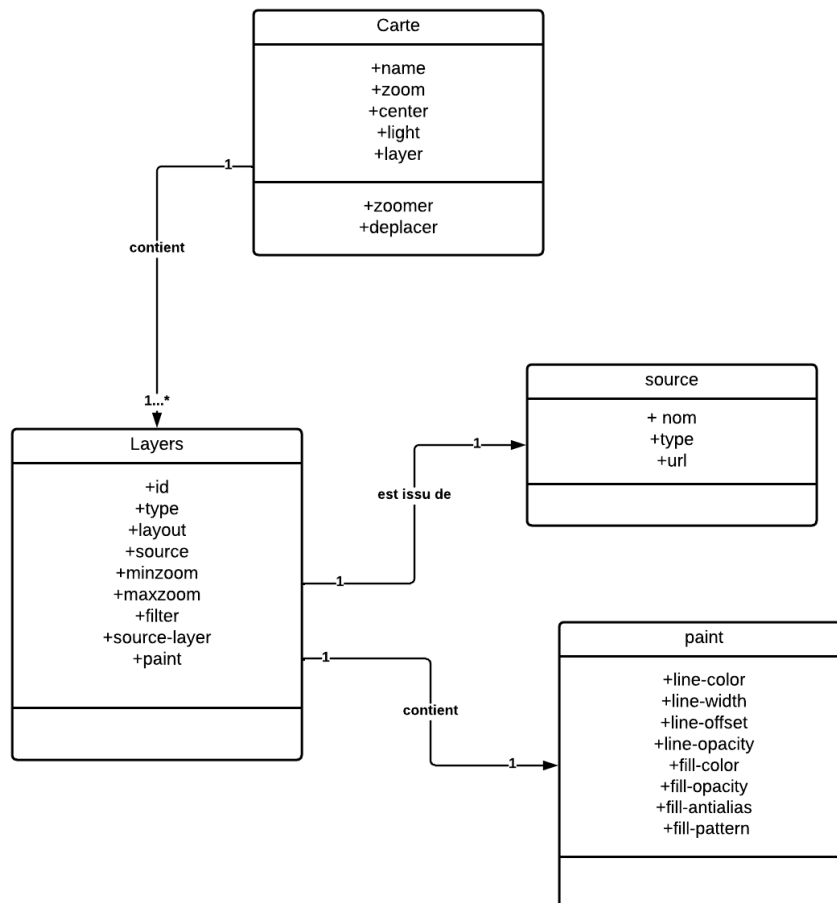 Carte
+name
+zoom
+center
+light
+layer
+zoomer
+deplacer
1
contient
1...*
Layers
+id
+type
+layout
+source
+minzoom
+maxzoom
+filter
+source-layer
+paint
1
est issu de
1
source
+ nom
+type
+url
1
contient
1
paint
+line-color
+line-width
+line-offset
+line-opacity
+fill-color
+fill-opacity
+fill-antialias
+fill-pattern